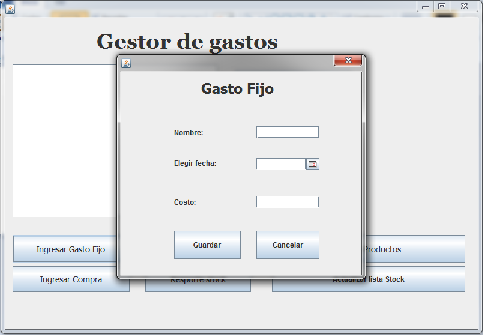 Gestor de gastos
Gasto Fijo
Nombre:
Elegir fecha:
Costo:
Guardar
Cancelar
Ingresar Gasto Fijo
Productos
Ingresar Compra
stock
lista Stock